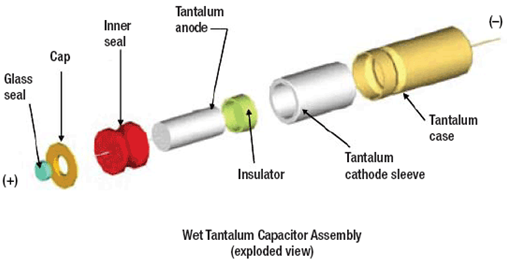 Tantalum
anode
(–)
Inner
seal
Cap
Glass
seal
(+)
Insulator
Tantalum
cathode sleeve
Tantalum
case
Wet Tantalum Capacitor Assembly
(exploded view)